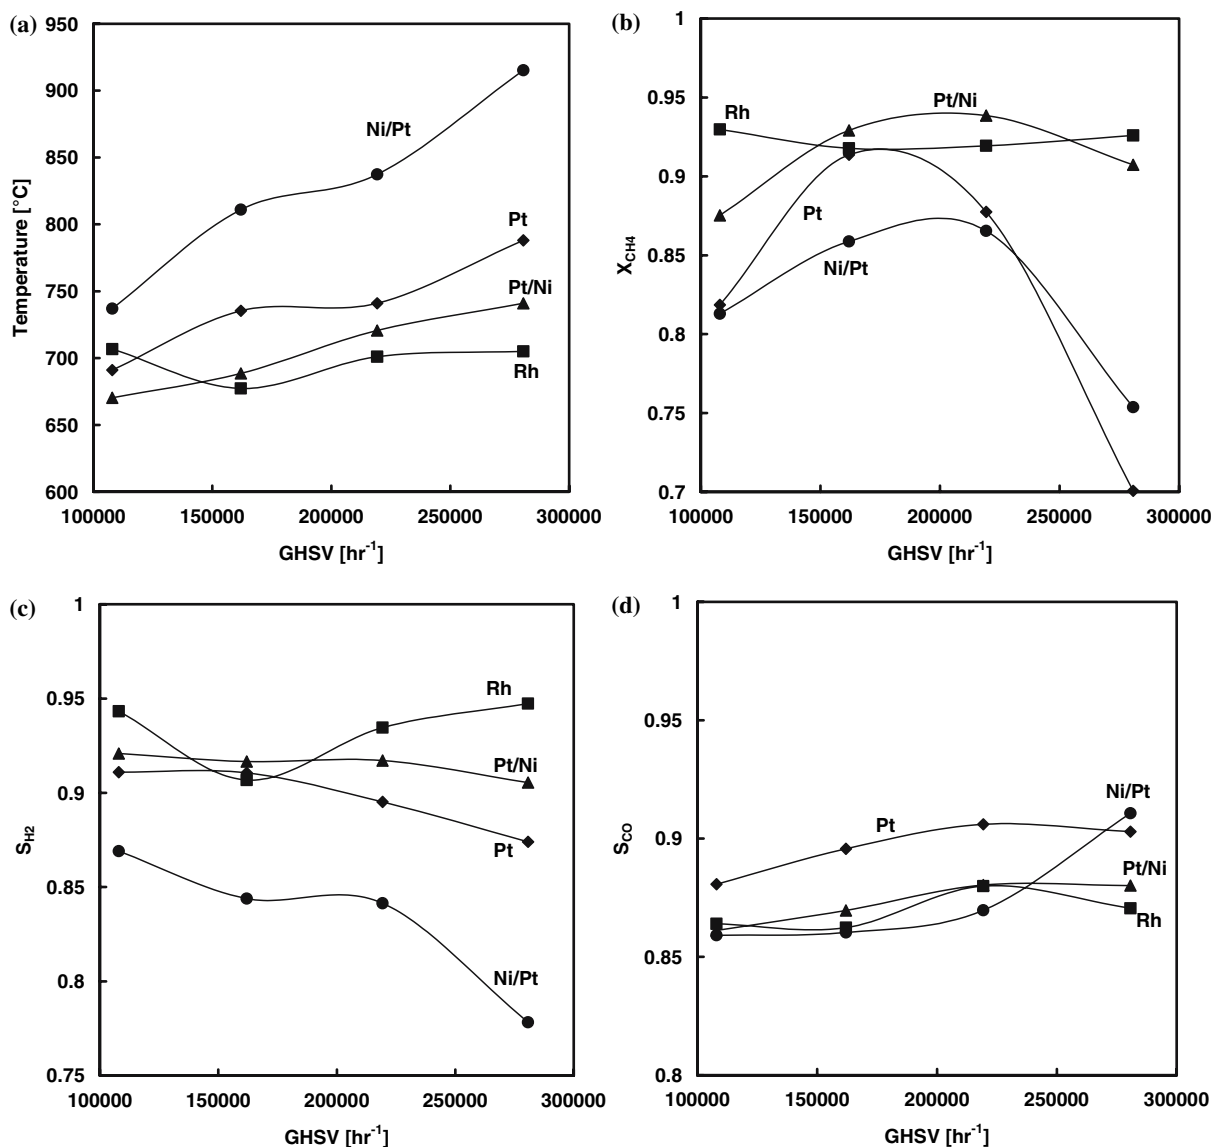 (a)
950
900
850
800
750
700
650
600
Temperature [°C]
Ni/Pt
Pt
Pt/Ni
Rh
100000 150000 200000 250000 300000
GHSV [hr⁻¹]
(b)
1
0.95
0.9
0.85
0.8
0.75
0.7
X_CH4
Rh
Pt/Ni
Pt
Ni/Pt
100000 150000 200000 250000 300000
GHSV [hr⁻¹]
(c)
1
0.95
0.9
0.85
0.8
0.75
S_H2
Rh
Pt/Ni
Pt
Ni/Pt
100000 150000 200000 250000 300000
GHSV [hr⁻¹]
(d)
1
0.95
0.9
0.85
0.8
S_CO
Ni/Pt
Pt
Pt/Ni
Rh
100000 150000 200000 250000 300000
GHSV [hr⁻¹]